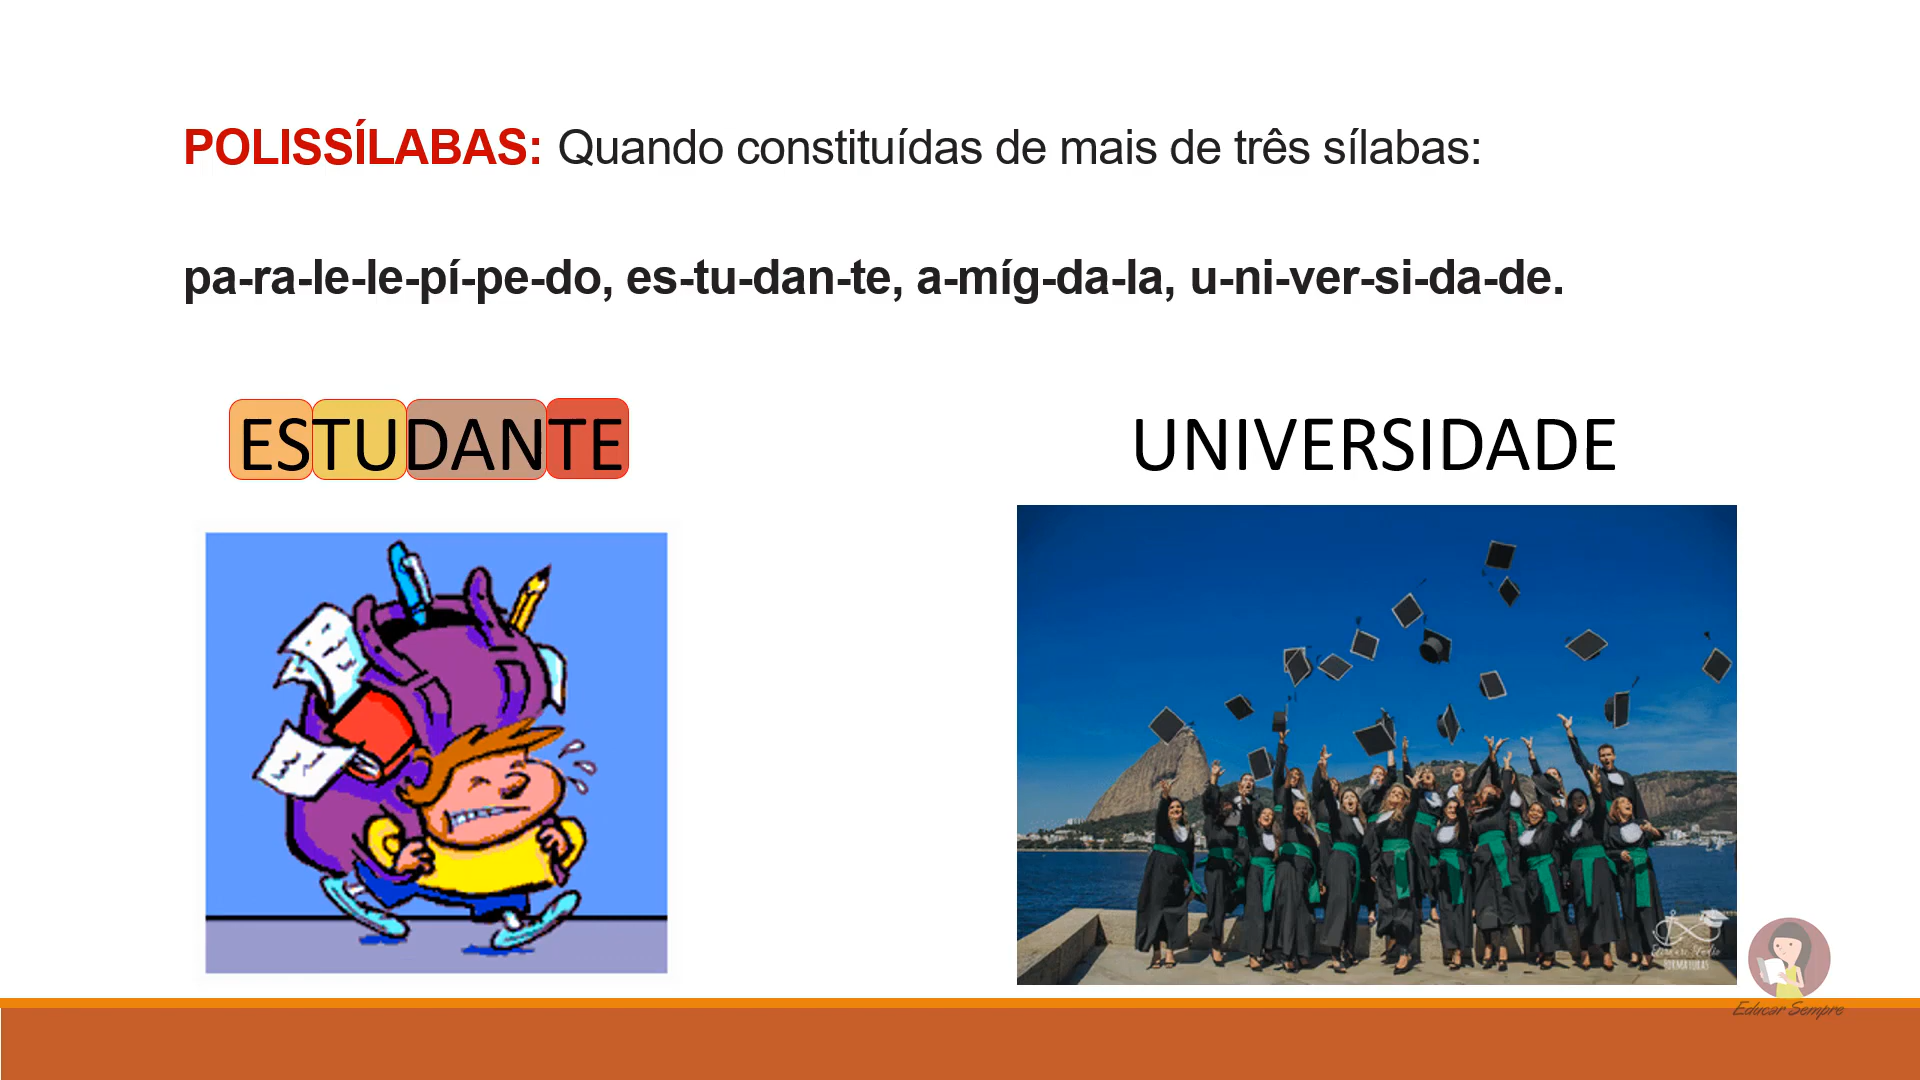 POLISSÍLABAS: Quando constituídas de mais de três sílabas:
pa-ra-le-le-pí-pe-do, es-tu-dan-te, a-míg-da-la, u-ni-ver-si-da-de.
ESTUDANTE
UNIVERSIDADE
FORMATURAS
Educar Sempre